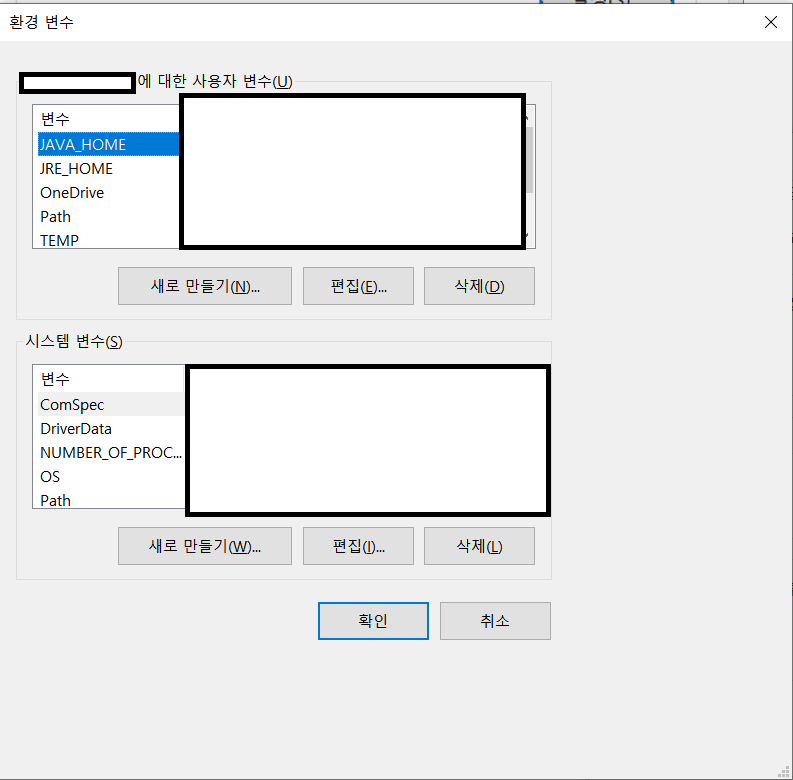 환경 변수
에 대한 사용자 변수(U)
변수
JAVA_HOME
JRE_HOME
OneDrive
Path
TEMP
새로 만들기(N)... 편집(E)... 삭제(D)
시스템 변수(S)
변수
ComSpec
DriverData
NUMBER_OF_PROC...
OS
Path
새로 만들기(W)... 편집(I)... 삭제(L)
확인 취소